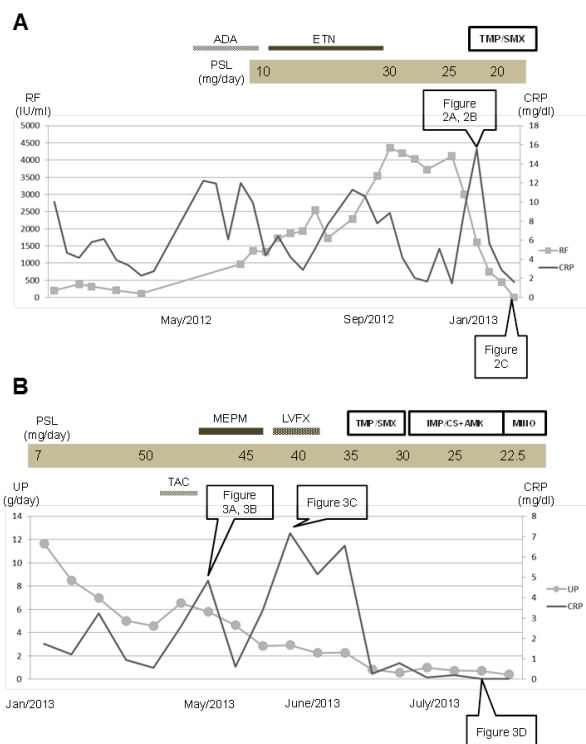 A
ADA
ETN
TMP/SMX
PSL
(mg/day)
10
30
25
20
RF
(IU/ml)
Figure
2A, 2B
CRP
(mg/dl)
5000
4500
4000
3500
3000
2500
2000
1500
1000
500
0
18
16
14
12
10
8
6
4
2
0
RF
CRP
May/2012
Sep/2012
Jan/2013
Figure
2C
B
PSL
(mg/day)
MEPM
LVFX
TMP/SMX
IMP/CS+AMK
MINO
7
50
45
40
35
30
25
22.5
UP
(g/day)
TAC
Figure
3A, 3B
Figure 3C
CRP
(mg/dl)
14
12
10
8
6
4
2
0
8
7
6
5
4
3
2
1
0
UP
CRP
Jan/2013
May/2013
June/2013
July/2013
Figure 3D